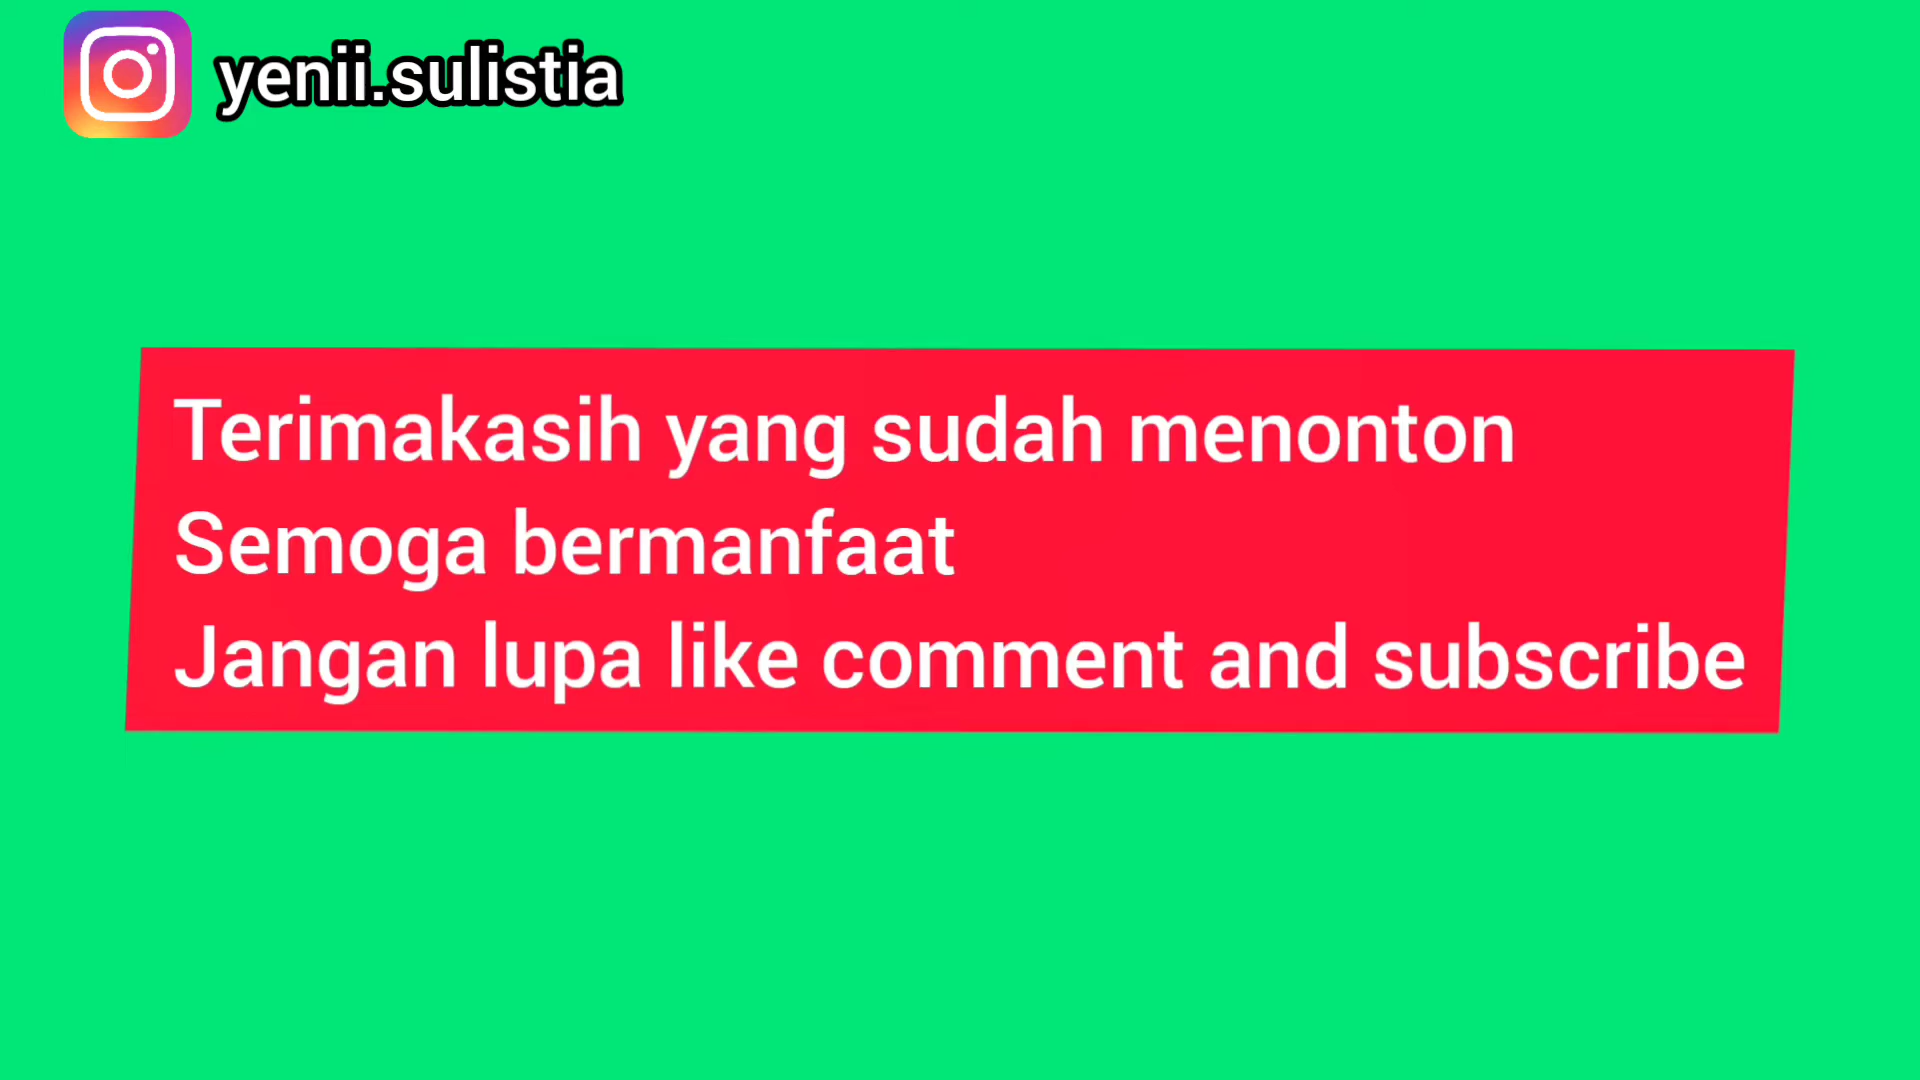 yenii.sulistia
Terimakasih yang sudah menonton
Semoga bermanfaat
Jangan lupa like comment and subscribe